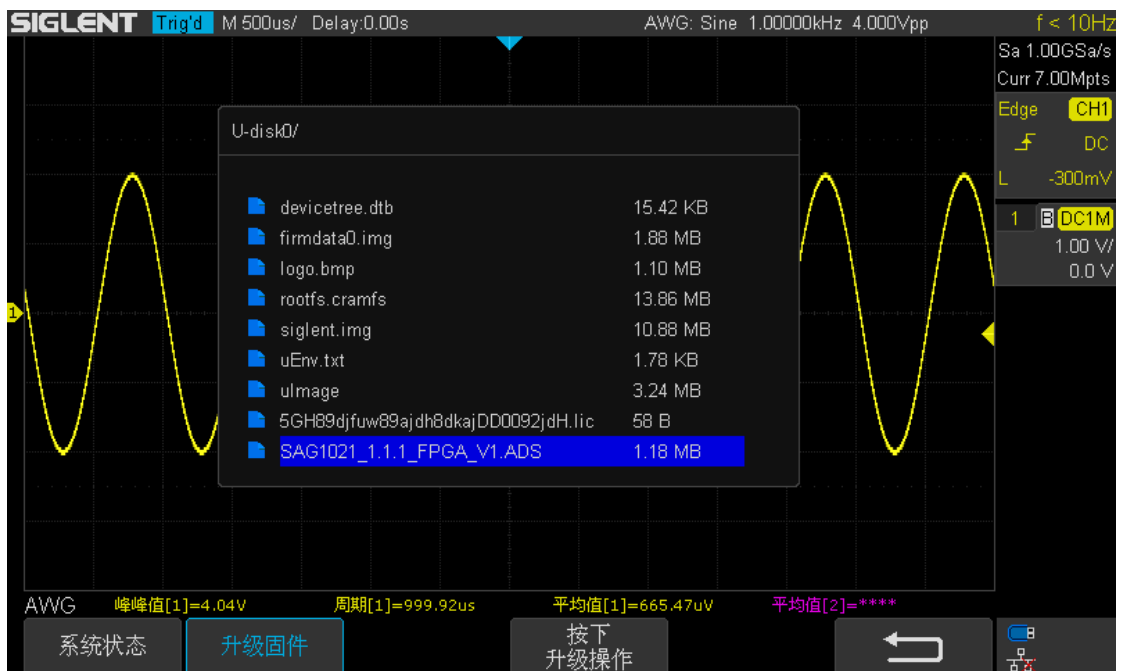 SIGLENT Trig'd M 500us/ Delay:0.00s AWG: Sine 1.00000kHz 4.000Vpp f < 10Hz
Sa 1.00GSa/s
Curr 7.00Mpts
Edge CH1
DC
L -300mV
1 B DC1M
1.00 V/
0.0 V
U-disk0/
devicetree.dtb 15.42 KB
firmdata0.img 1.88 MB
logo.bmp 1.10 MB
rootfs.cramfs 13.86 MB
siglent.img 10.88 MB
uEnv.txt 1.78 KB
uImage 3.24 MB
5GH89djfuw89ajdh8dkajDD0092jdH.lic 58 B
SAG1021_1.1.1_FPGA_V1.ADS 1.18 MB
1
AWG 峰峰值[1]=4.04V 周期[1]=999.92us 平均值[1]=665.47uV 平均值[2]=****
系统状态 升级固件 按下
升级操作